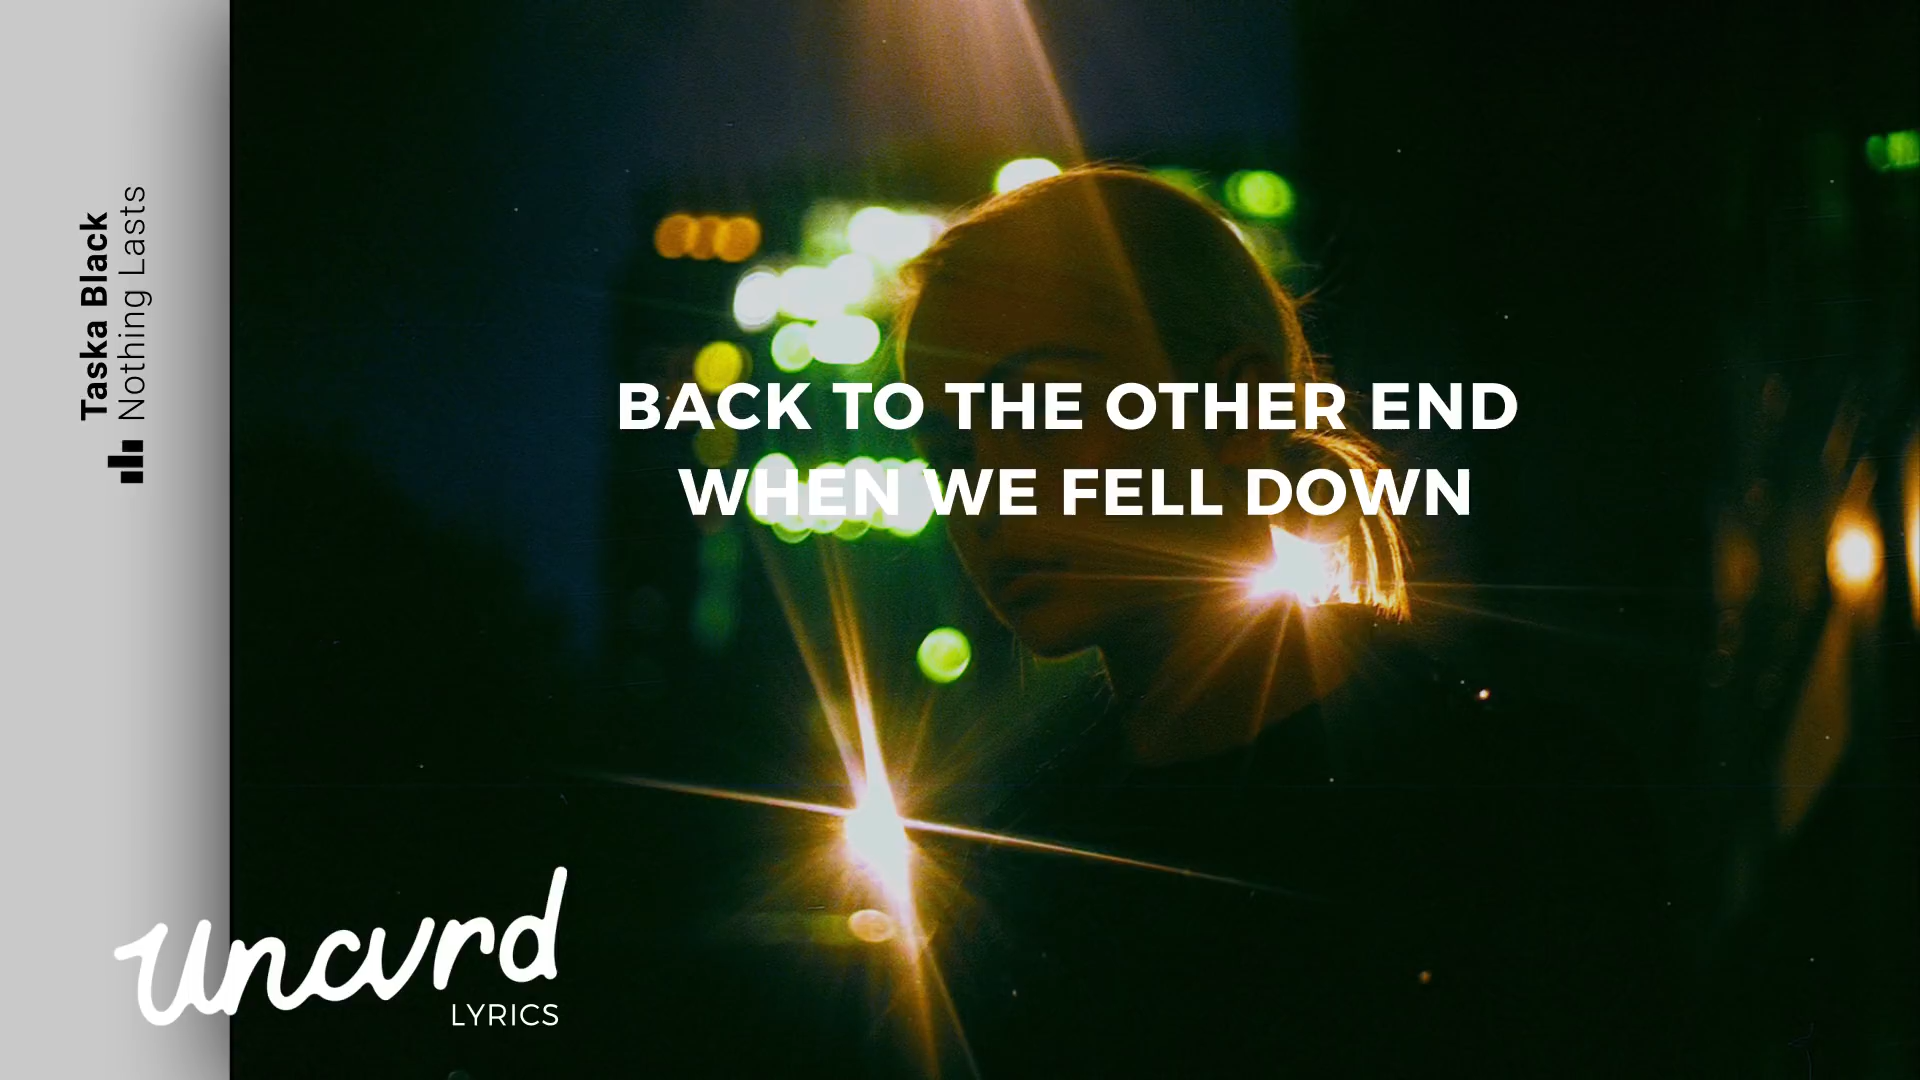 Taska Black
Nothing Lasts
BACK TO THE OTHER END
WHEN WE FELL DOWN
uncvrd
LYRICS